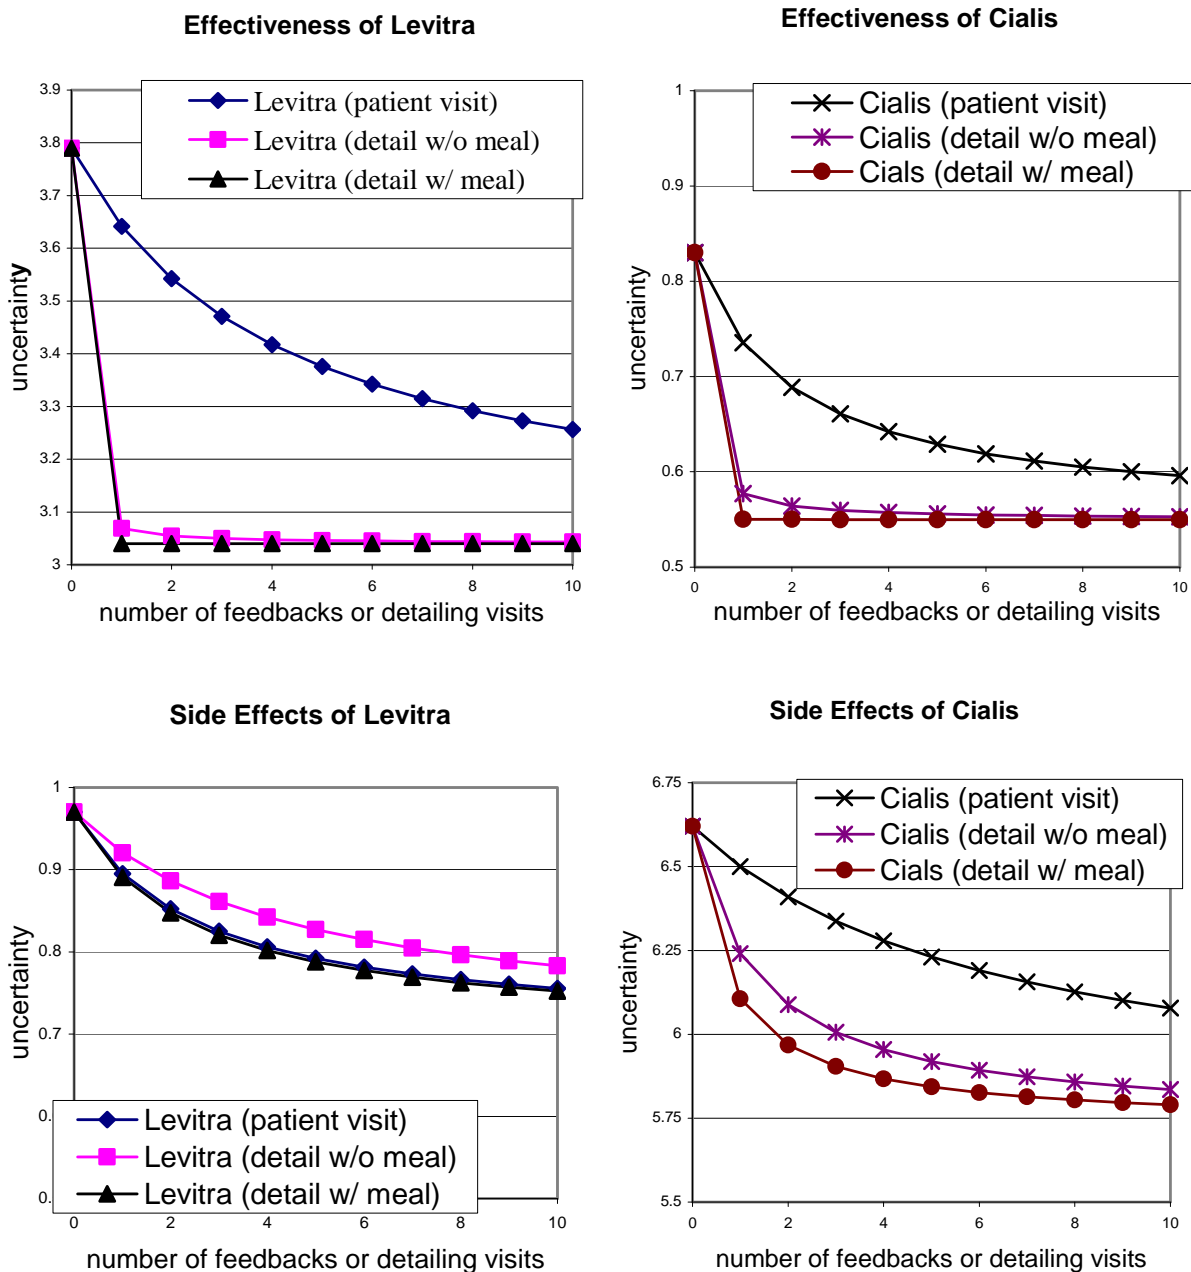 Effectiveness of Levitra
3.9
3.8
3.7
3.6
3.5
3.4
3.3
3.2
3.1
3
uncertainty
Levitra (patient visit)
Levitra (detail w/o meal)
Levitra (detail w/ meal)
0 2 4 6 8 10
number of feedbacks or detailing visits
Effectiveness of Cialis
1
0.9
0.8
0.7
0.6
0.5
uncertainty
Cialis (patient visit)
Cialis (detail w/o meal)
Cials (detail w/ meal)
0 2 4 6 8 10
number of feedbacks or detailing visits
Side Effects of Levitra
1
0.9
0.8
0.7
0.
0.
uncertainty
Levitra (patient visit)
Levitra (detail w/o meal)
Levitra (detail w/ meal)
0 2 4 6 8 10
number of feedbacks or detailing visits
Side Effects of Cialis
6.75
6.5
6.25
6
5.75
5.5
uncertainty
Cialis (patient visit)
Cialis (detail w/o meal)
Cials (detail w/ meal)
0 2 4 6 8 10
number of feedbacks or detailing visits